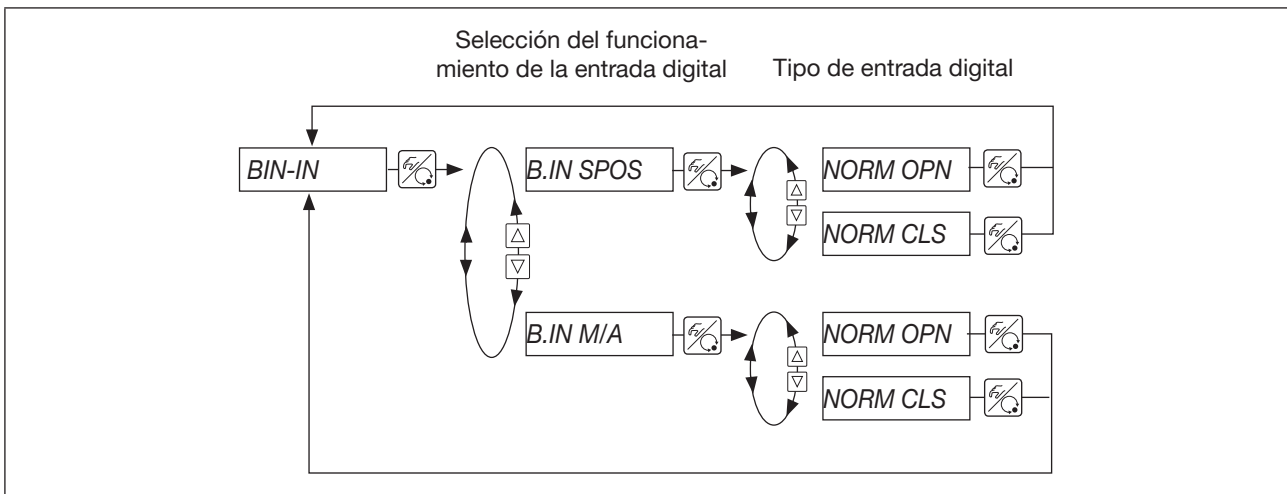 Selección del funciona-
miento de la entrada digital
Tipo de entrada digital
BIN-IN
B.IN SPOS
NORM OPN
NORM CLS
B.IN M/A
NORM OPN
NORM CLS